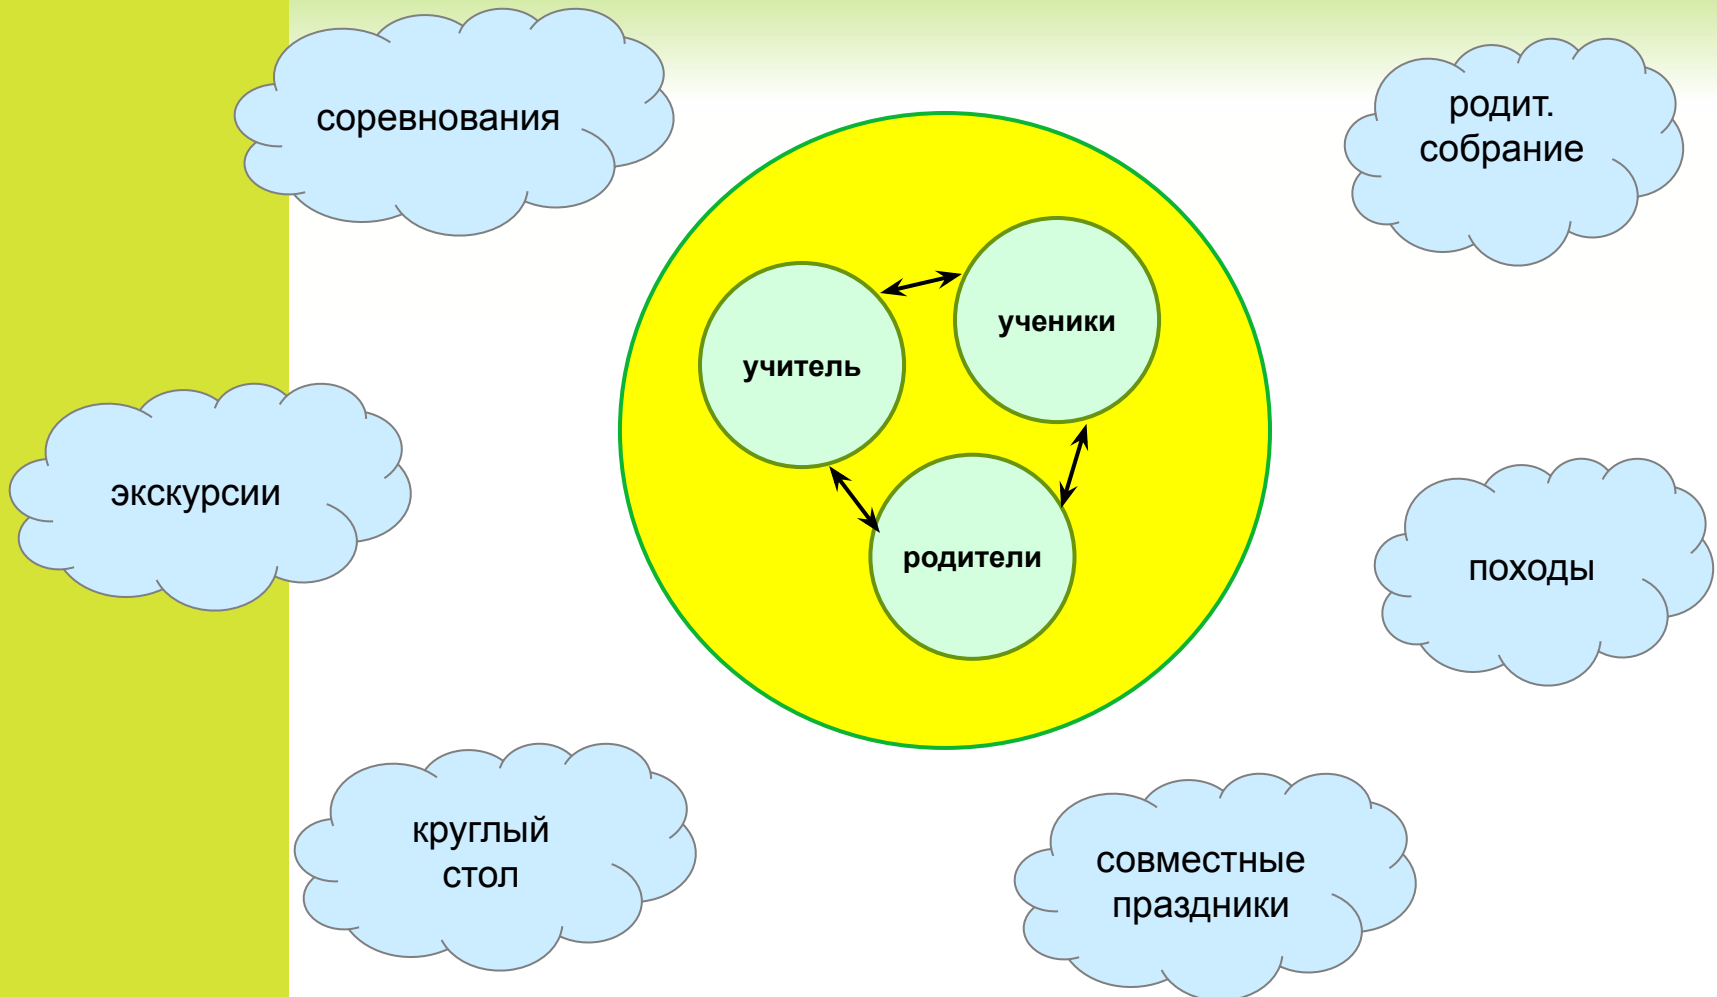 соревнования
родит.
собрание
ученики
учитель
экскурсии
родители
походы
круглый
стол
совместные
праздники